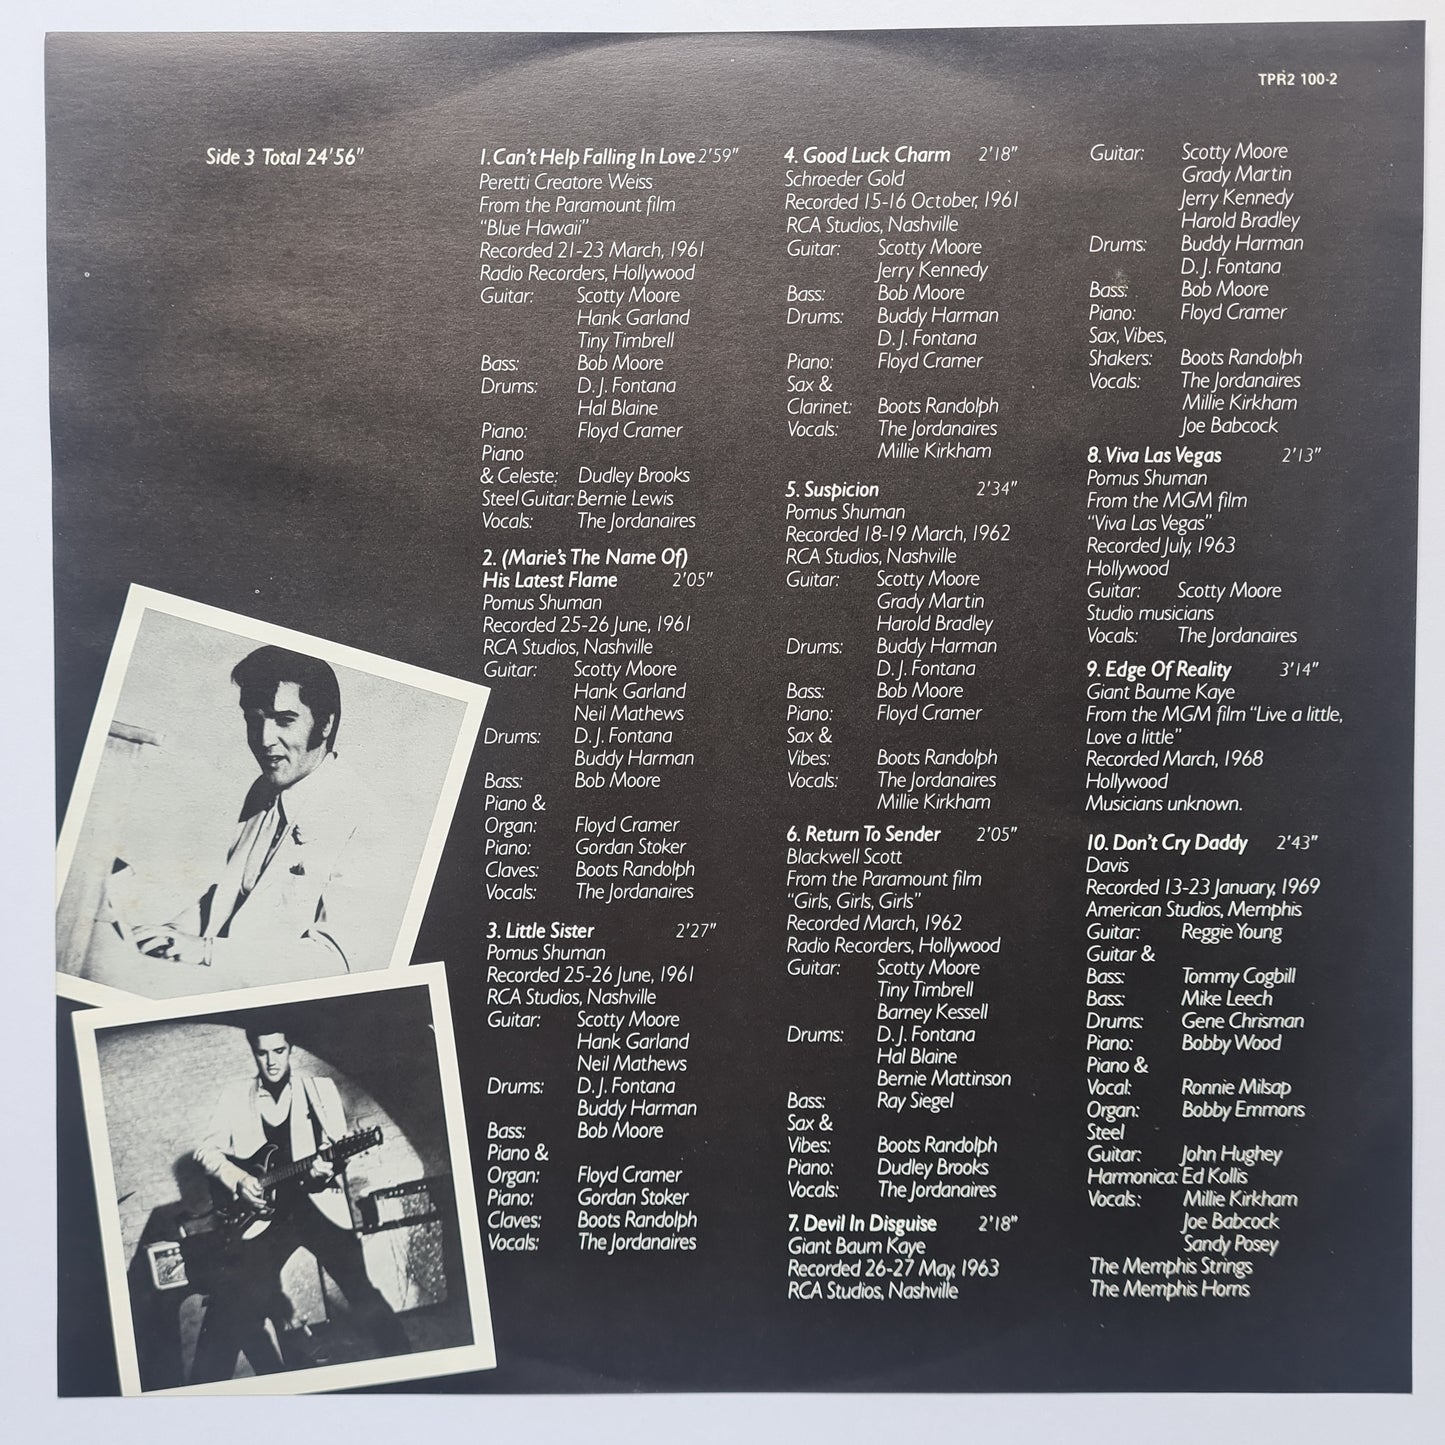 TPR2 100-2
Side 3 Total 24'56"
1. Can't Help Falling In Love 2'59"
Peretti Creatore Weiss
From the Paramount film
"Blue Hawaii"
Recorded 21-23 March, 1961
Radio Recorders, Hollywood
Guitar: Scotty Moore
Hank Garland
Tiny Timbrell
Bass: Bob Moore
Drums: D.J. Fontana
Hal Blaine
Piano: Floyd Cramer
Piano
& Celeste: Dudley Brooks
Steel Guitar: Bernie Lewis
Vocals: The Jordanaires
2. (Marie's The Name Of)
His Latest Flame 2'05"
Pomus Shuman
Recorded 25-26 June, 1961
RCA Studios, Nashville
Guitar: Scotty Moore
Hank Garland
Neil Mathews
Drums: D.J. Fontana
Buddy Harman
Bass: Bob Moore
Piano &
Organ: Floyd Cramer
Piano: Gordan Stoker
Claves: Boots Randolph
Vocals: The Jordanaires
3. Little Sister 2'27"
Pomus Shuman
Recorded 25-26 June, 1961
RCA Studios, Nashville
Guitar: Scotty Moore
Hank Garland
Neil Mathews
Drums: D.J. Fontana
Buddy Harman
Bass: Bob Moore
Piano &
Organ: Floyd Cramer
Piano: Gordan Stoker
Claves: Boots Randolph
Vocals: The Jordanaires
4. Good Luck Charm 2'18"
Schroeder Gold
Recorded 15-16 October, 1961
RCA Studios, Nashville
Guitar: Scotty Moore
Jerry Kennedy
Bass: Bob Moore
Drums: Buddy Harman
D.J. Fontana
Piano: Floyd Cramer
Sax &
Clarinet: Boots Randolph
Vocals: The Jordanaires
Millie Kirkham
5. Suspicion 2'34"
Pomus Shuman
Recorded 18-19 March, 1962
RCA Studios, Nashville
Guitar: Scotty Moore
Grady Martin
Harold Bradley
Drums: Buddy Harman
D.J. Fontana
Bass: Bob Moore
Piano: Floyd Cramer
Sax &
Vibes: Boots Randolph
Vocals: The Jordanaires
Millie Kirkham
6. Return To Sender 2'05"
Blackwell Scott
From the Paramount film
"Girls, Girls, Girls"
Recorded March, 1962
Radio Recorders, Hollywood
Guitar: Scotty Moore
Tiny Timbrell
Barney Kessell
Drums: D.J. Fontana
Hal Blaine
Bernie Mattinson
Bass: Ray Siegel
Sax &
Vibes: Boots Randolph
Piano: Dudley Brooks
Vocals: The Jordanaires
7. Devil In Disguise 2'18"
Giant Baum Kaye
Recorded 26-27 May, 1963
RCA Studios, Nashville
Guitar: Scotty Moore
Grady Martin
Jerry Kennedy
Harold Bradley
Drums: Buddy Harman
D.J. Fontana
Bass: Bob Moore
Piano: Floyd Cramer
Sax, Vibes,
Shakers: Boots Randolph
Vocals: The Jordanaires
Millie Kirkham
Joe Babcock
8. Viva Las Vegas 2'13"
Pomus Shuman
From the MGM film
"Viva Las Vegas"
Recorded July, 1963
Hollywood
Guitar: Scotty Moore
Studio musicians
Vocals: The Jordanaires
9. Edge Of Reality 3'14"
Giant Baume Kaye
From the MGM film "Live a little,
Love a little"
Recorded March, 1968
Hollywood
Musicians unknown.
10. Don't Cry Daddy 2'43"
Davis
Recorded 13-23 January, 1969
American Studios, Memphis
Guitar: Reggie Young
Guitar &
Bass: Tommy Cogbill
Bass: Mike Leech
Drums: Gene Chrisman
Piano: Bobby Wood
Piano &
Vocal: Ronnie Milsap
Organ: Bobby Emmons
Steel
Guitar: John Hughey
Harmonica: Ed Kollis
Vocals: Millie Kirkham
Joe Babcock
Sandy Posey
The Memphis Strings
The Memphis Horns